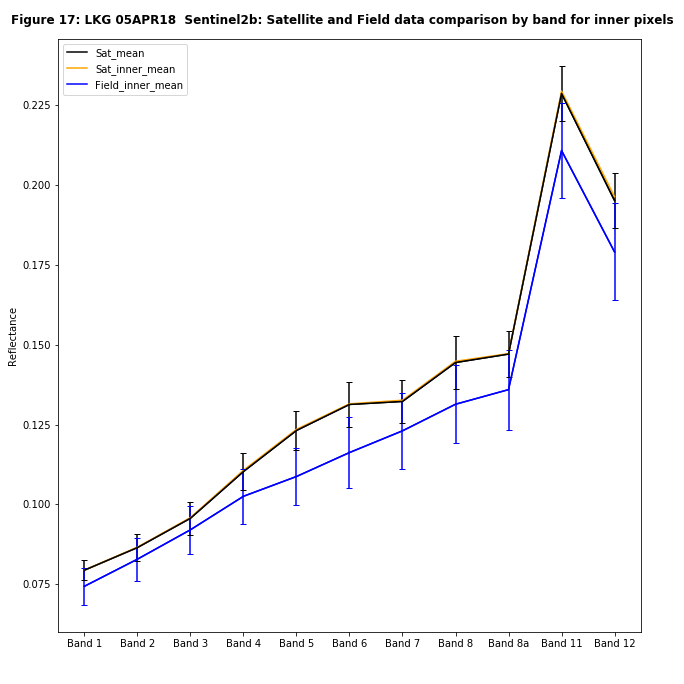 Figure 17: LKG 05APR18  Sentinel2b: Satellite and Field data comparison by band for inner pixels
Sat_mean
Sat_inner_mean
Field_inner_mean
0.225
0.200
0.175
0.150
0.125
0.100
0.075
Reflectance
Band 1 Band 2 Band 3 Band 4 Band 5 Band 6 Band 7 Band 8 Band 8a Band 11 Band 12